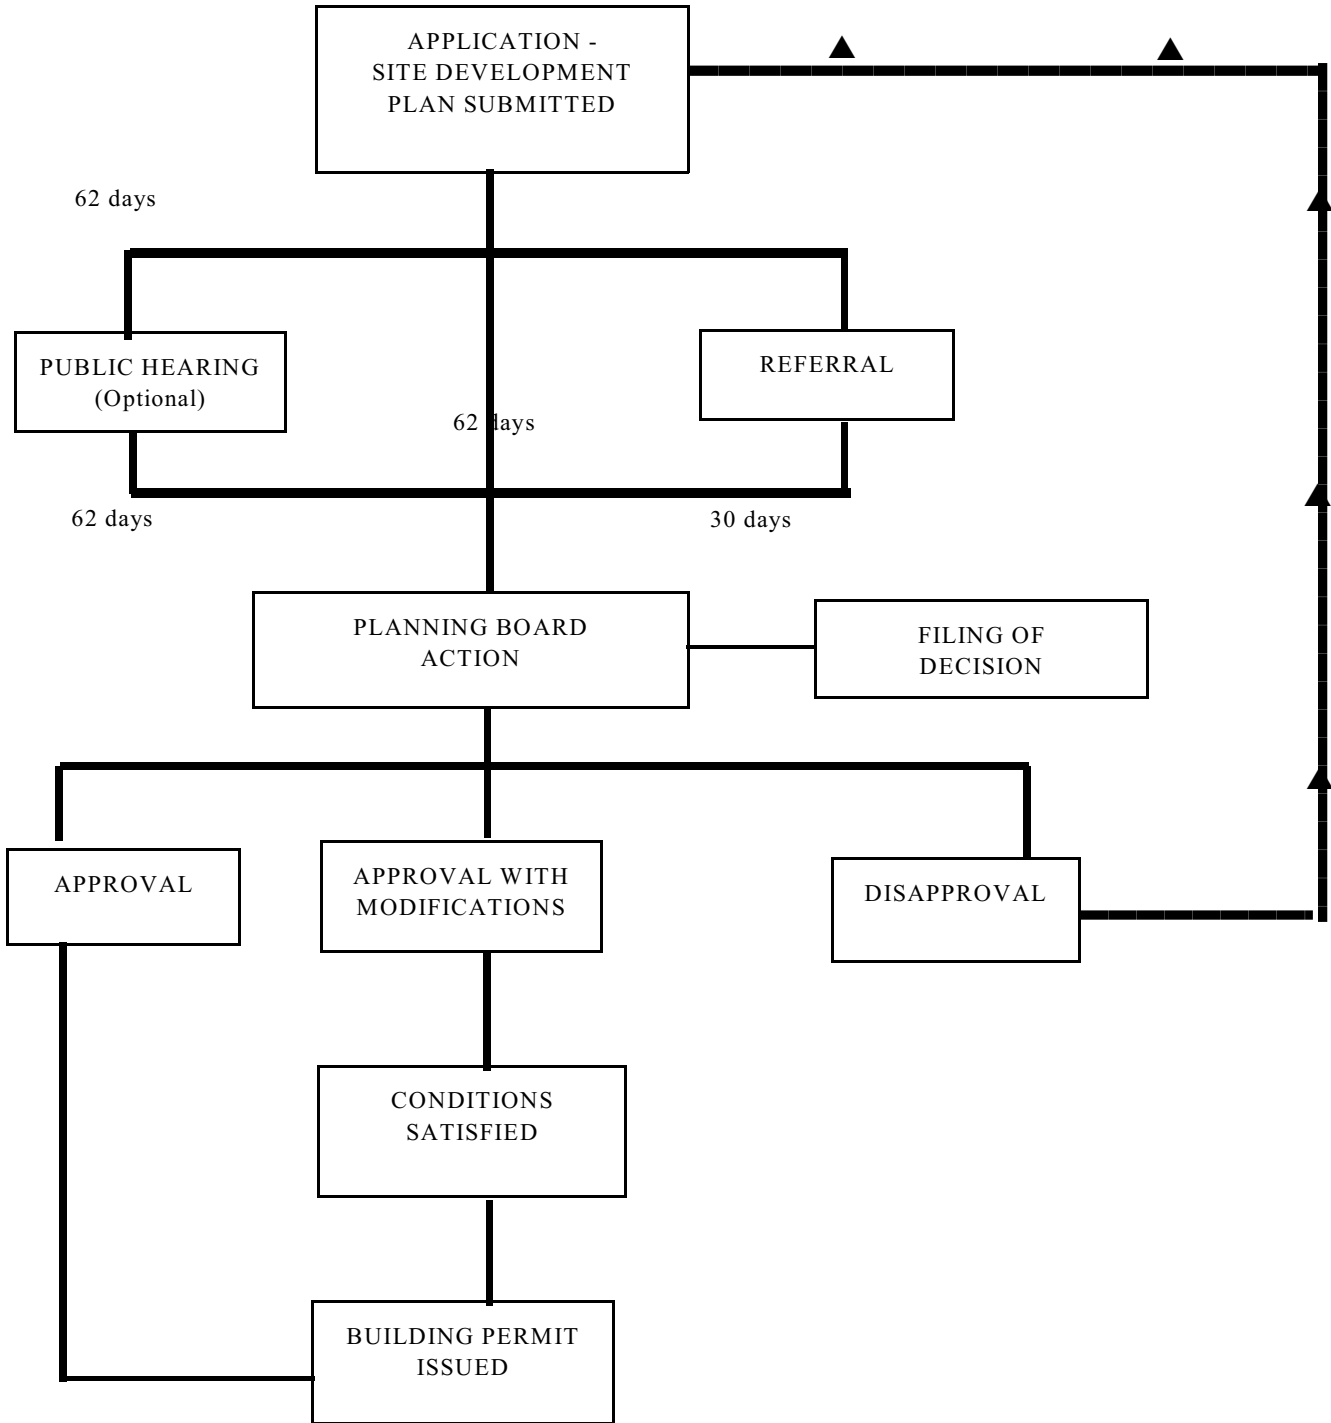 APPLICATION -
SITE DEVELOPMENT
PLAN SUBMITTED
62 days
PUBLIC HEARING
(Optional)
REFERRAL
62 days
62 days
30 days
PLANNING BOARD
ACTION
FILING OF
DECISION
APPROVAL
APPROVAL WITH
MODIFICATIONS
DISAPPROVAL
CONDITIONS
SATISFIED
BUILDING PERMIT
ISSUED